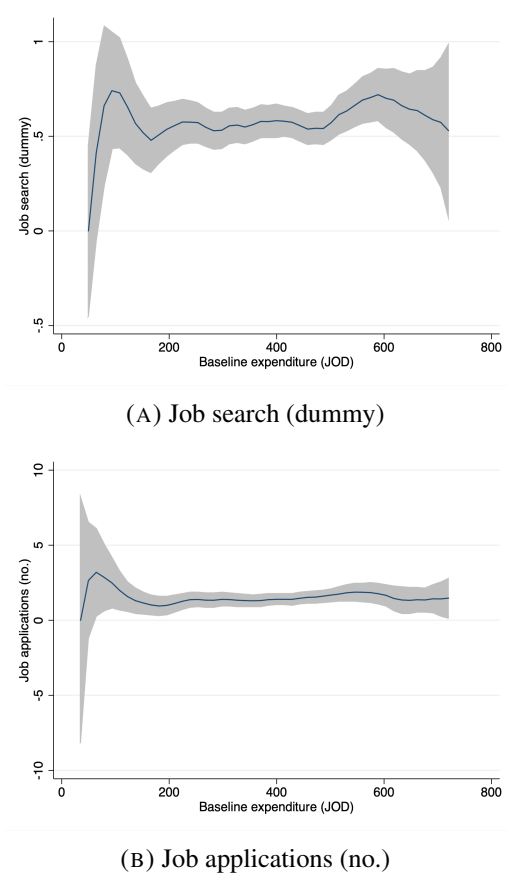 1
.5
0
-.5
Job search (dummy)
0 200 400 600 800
Baseline expenditure (JOD)
(A) Job search (dummy)
10
5
0
-5
-10
Job applications (no.)
0 200 400 600 800
Baseline expenditure (JOD)
(B) Job applications (no.)